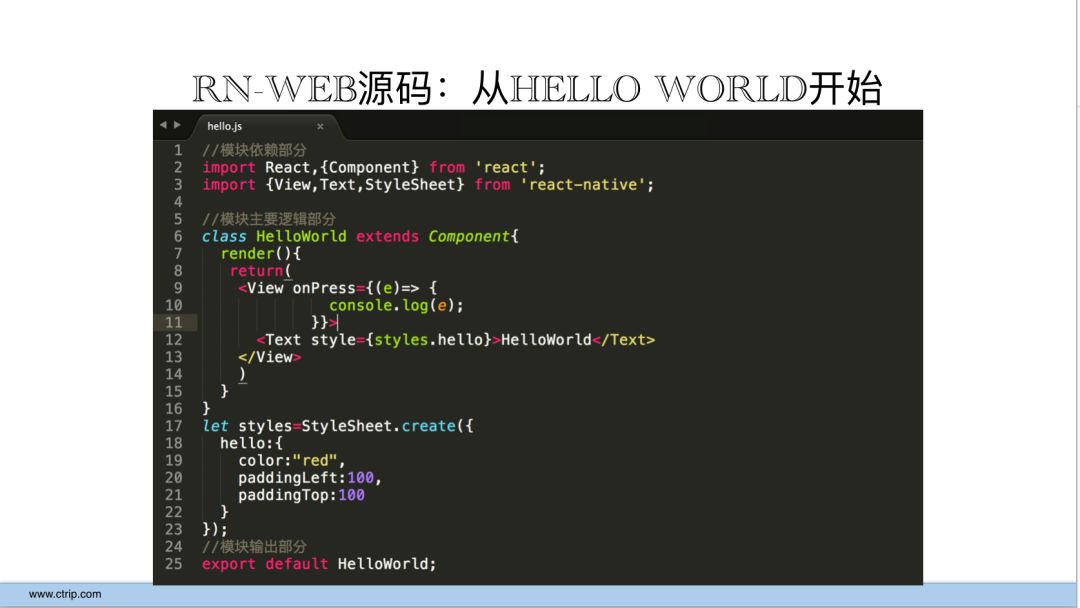 RN-WEB源码：从HELLO WORLD开始
hello.js ×
1 //模块依赖部分
2 import React,{Component} from 'react';
3 import {View,Text,StyleSheet} from 'react-native';
4
5 //模块主要逻辑部分
6 class HelloWorld extends Component{
7 render(){
8 return(
9 <View onPress={(e)=> {
10 console.log(e);
11 }}>
12 <Text style={styles.hello}>HelloWorld</Text>
13 </View>
14 )
15 }
16 }
17 let styles=StyleSheet.create({
18 hello:{
19 color:"red",
20 paddingLeft:100,
21 paddingTop:100
22 }
23 });
24 //模块输出部分
25 export default HelloWorld;
www.ctrip.com